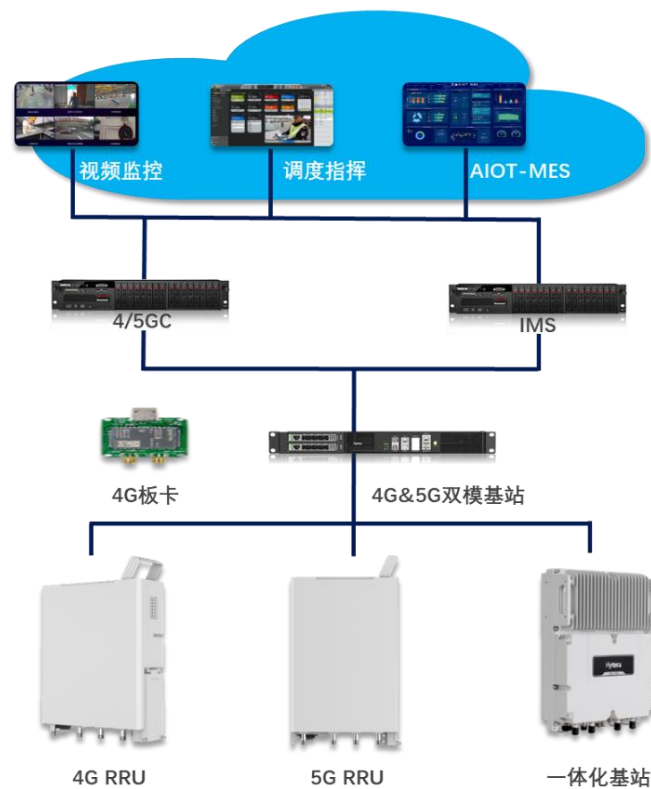 视频监控
调度指挥
AIOT-MES
4/5GC
IMS
4G板卡
4G&5G双模基站
Hytera
4G RRU
5G RRU
一体化基站